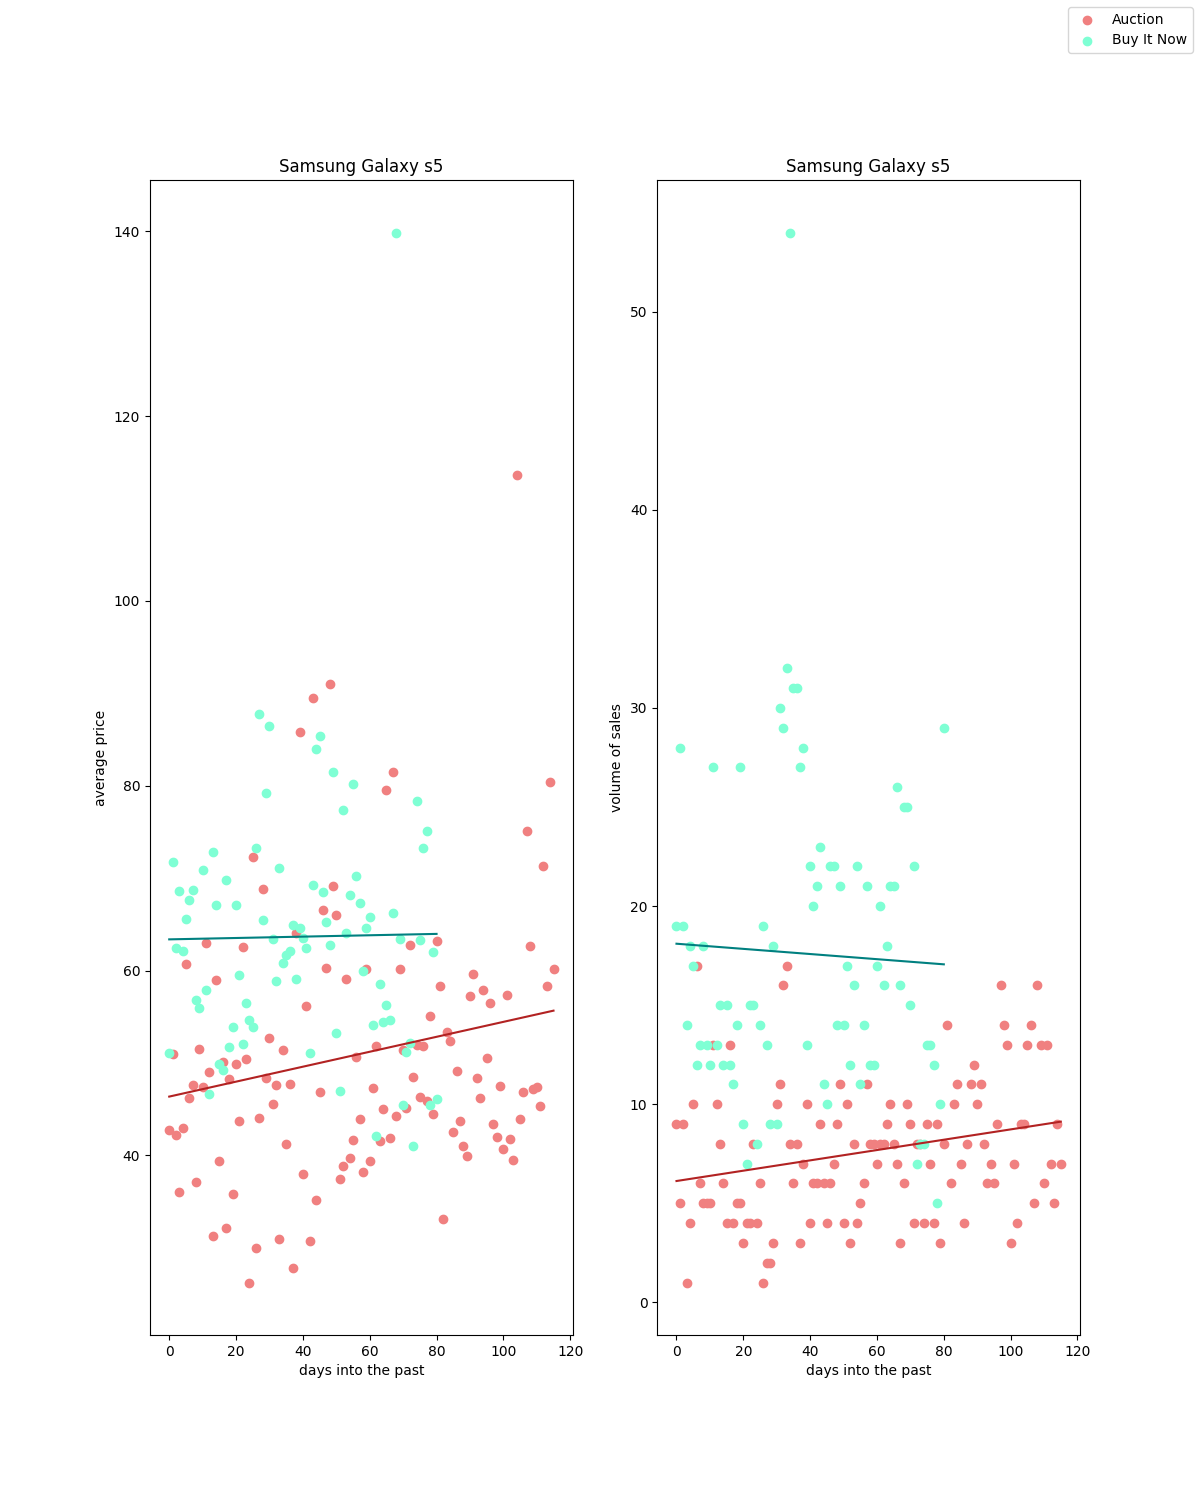 Auction
Buy It Now
Samsung Galaxy s5
140
120
100
80
60
40
average price
0 20 40 60 80 100 120
days into the past
Samsung Galaxy s5
50
40
30
20
10
0
volume of sales
0 20 40 60 80 100 120
days into the past